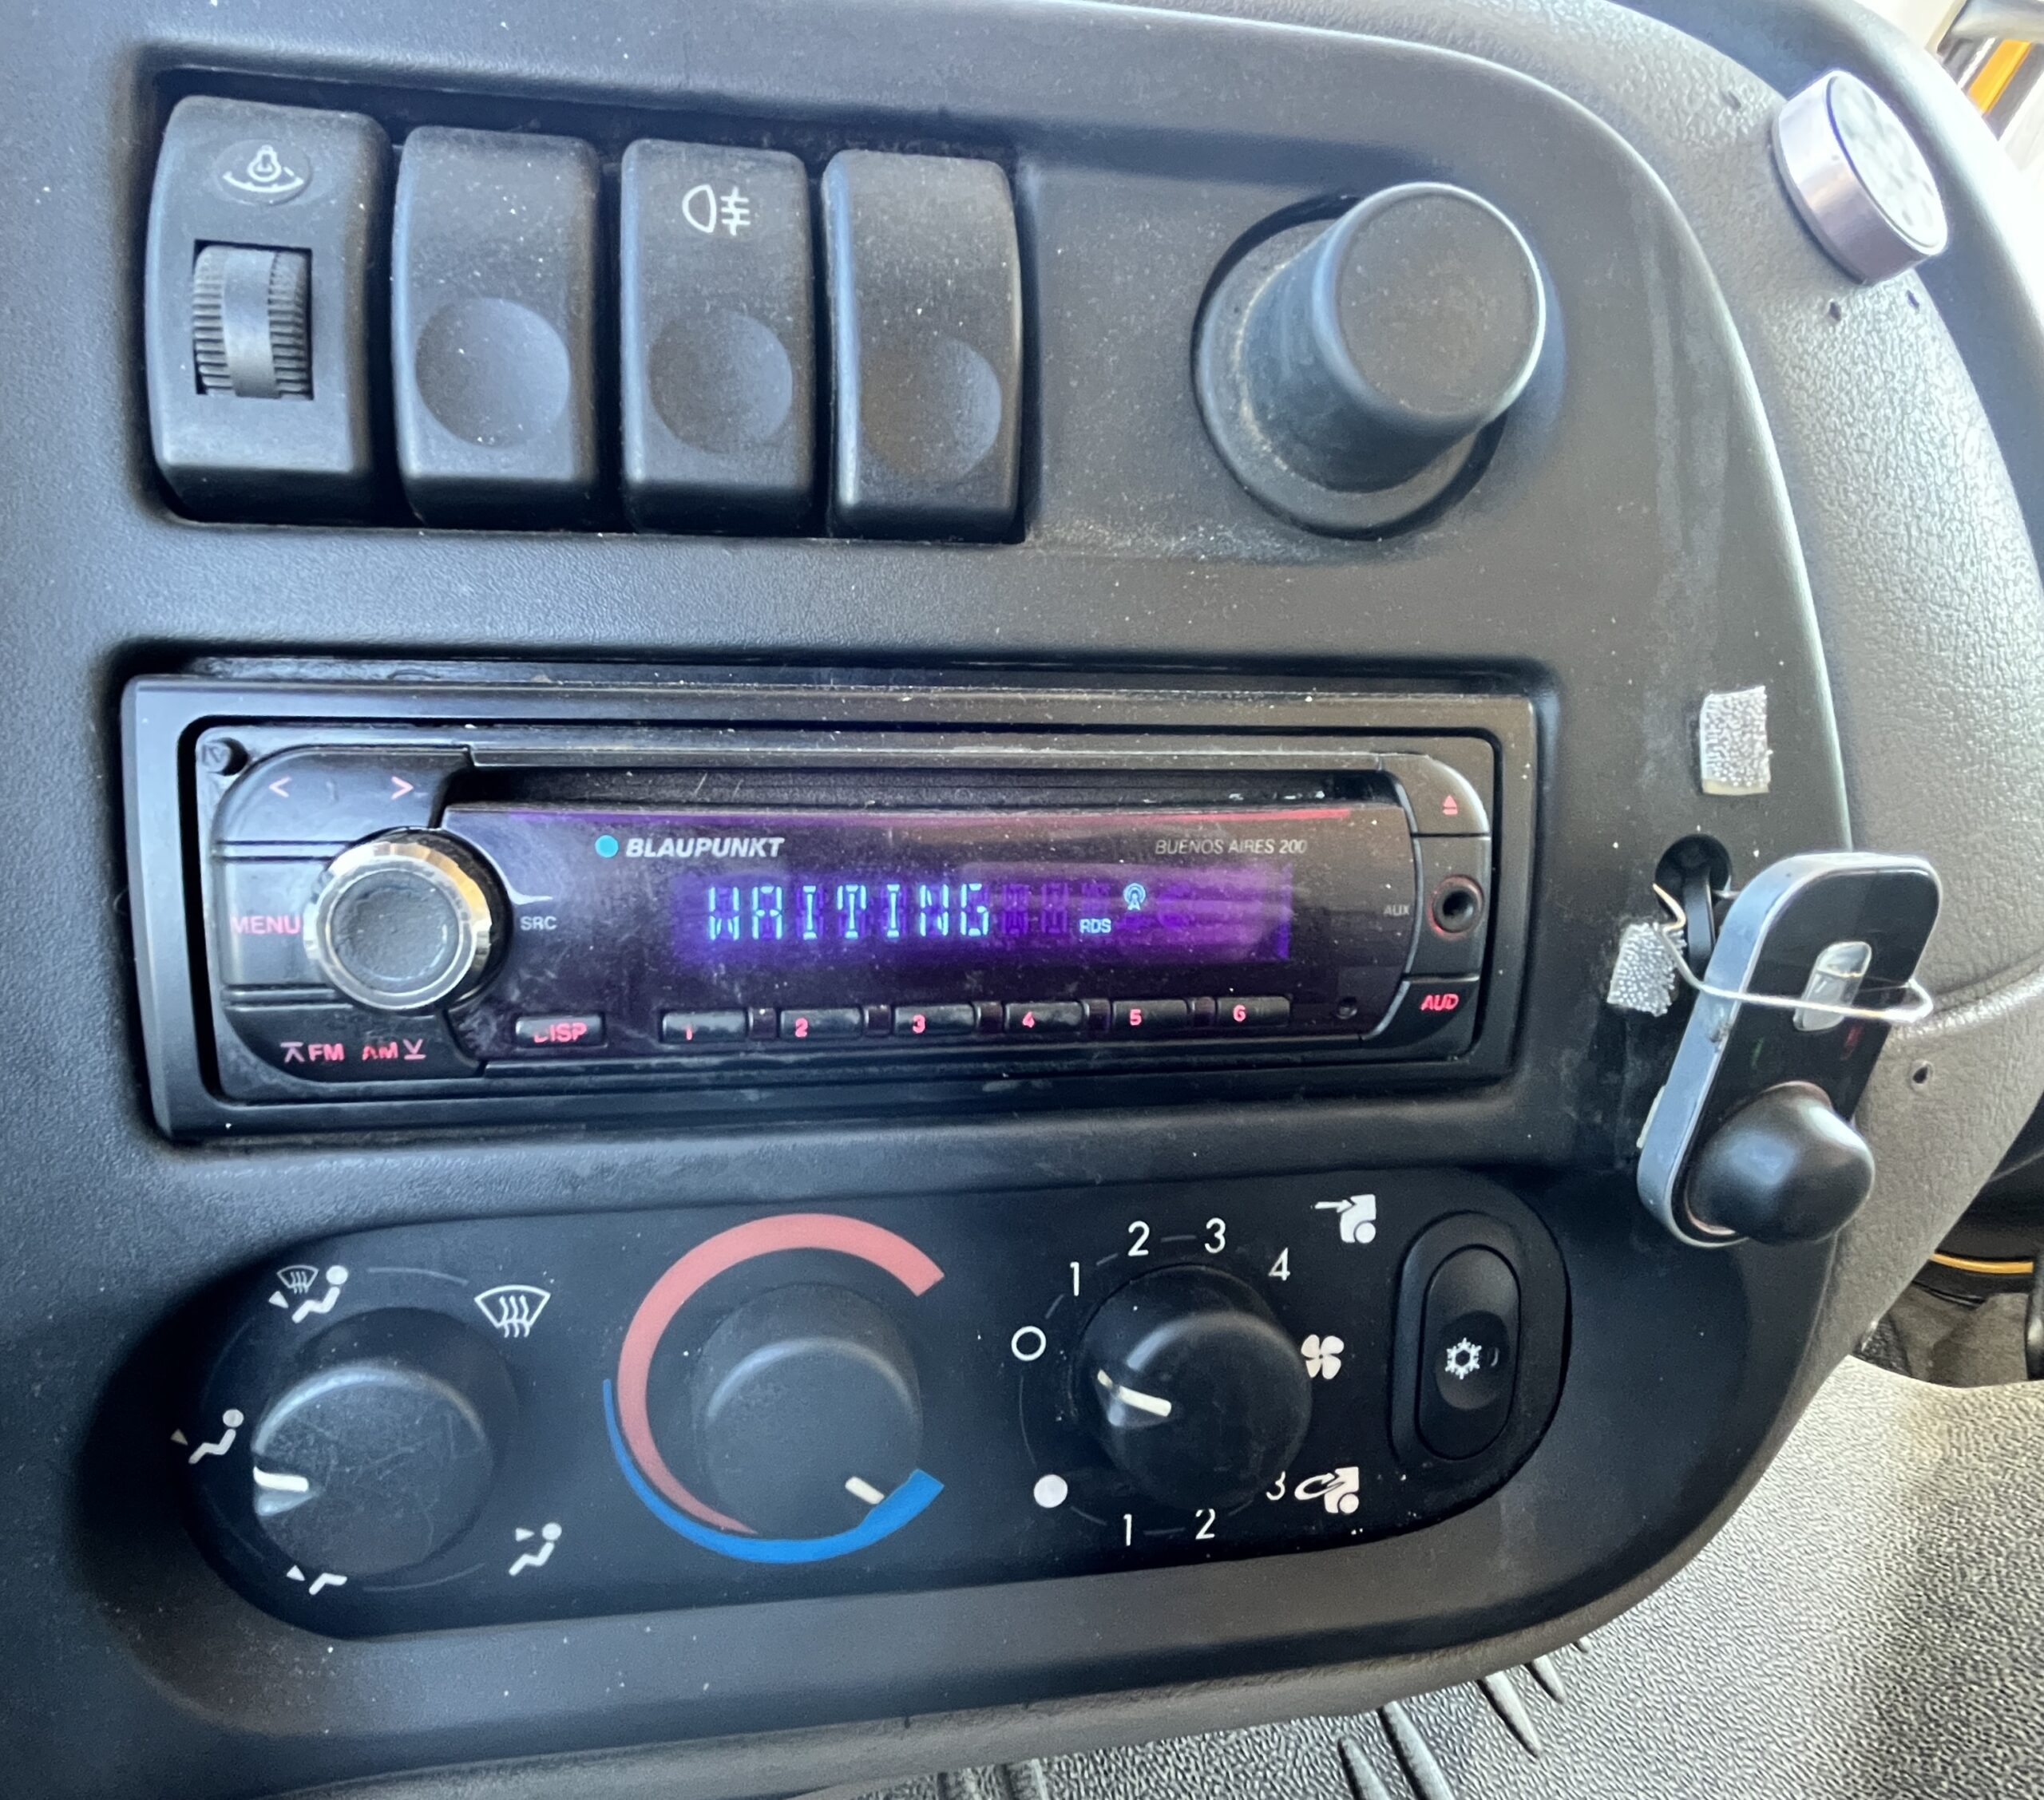 BLAUPUNKT
BUENOS AIRES 200
MENU
SRC
WAITING
RDS
AUX
FM AM
DISP
1 2 3 4 5 6
AUD
1 2 3 4
1 2 3